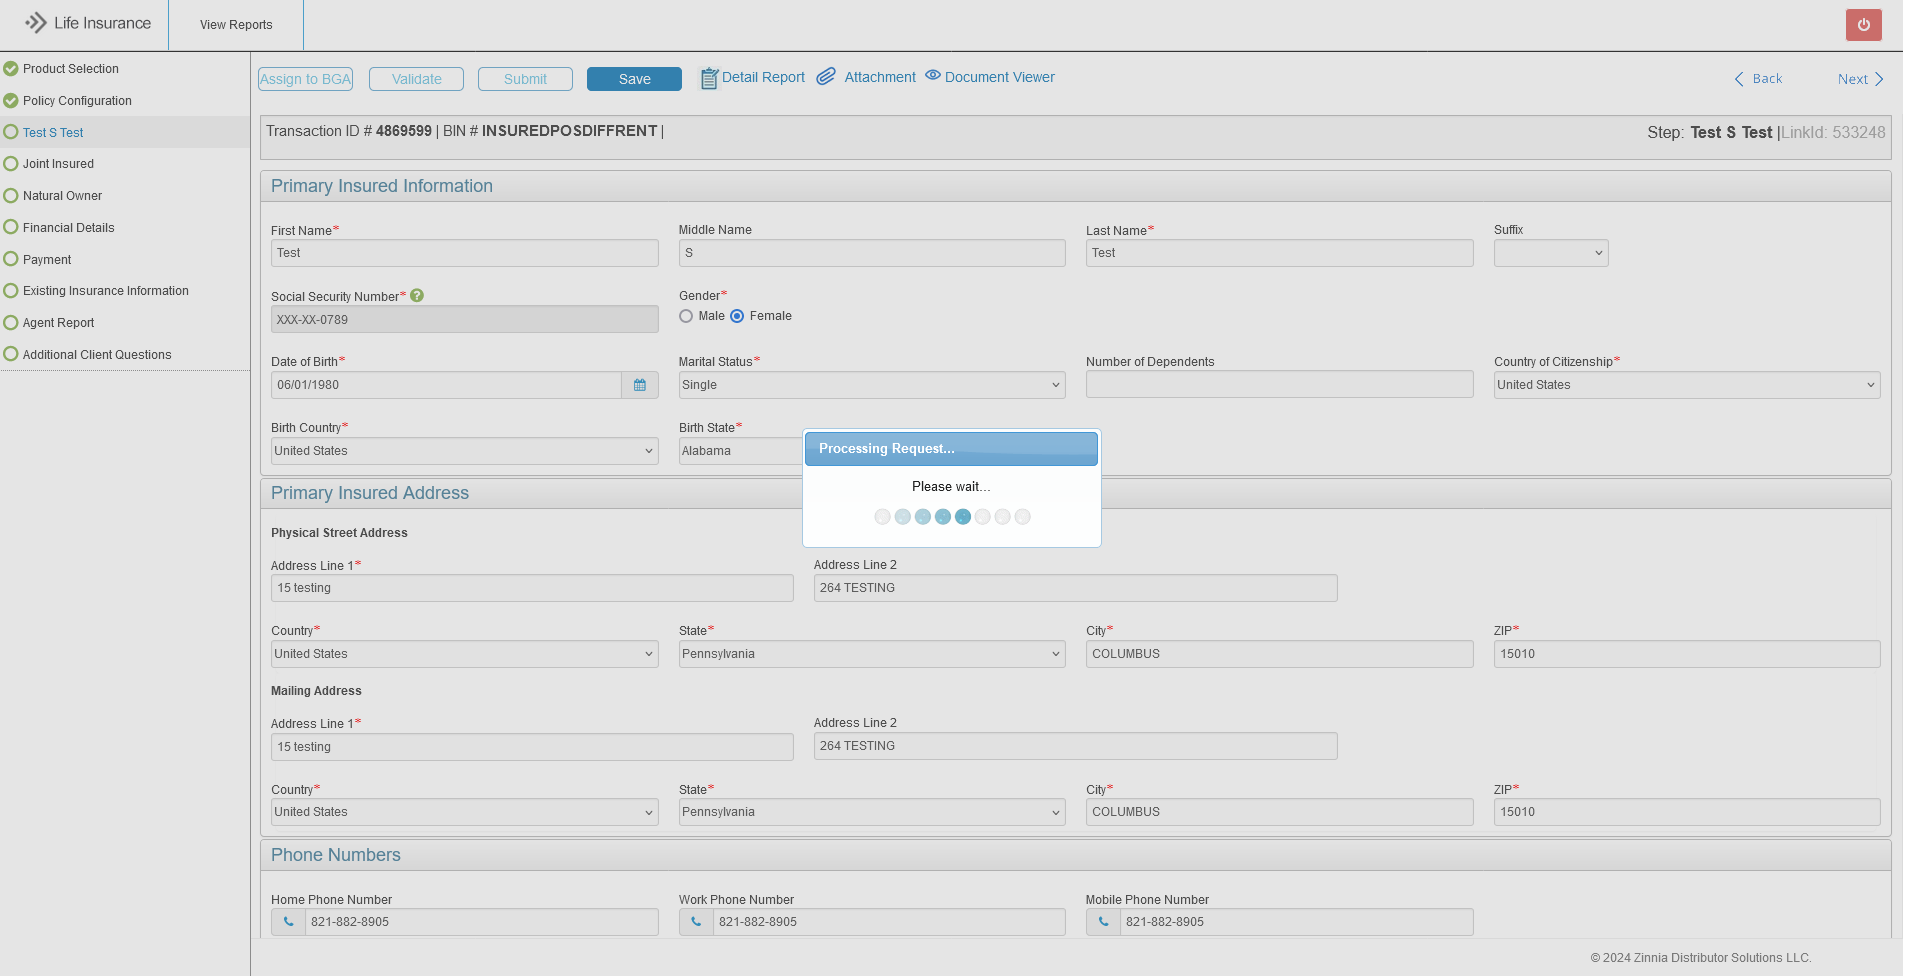 Life Insurance
View Reports
Product Selection
Policy Configuration
Test S Test
Joint Insured
Natural Owner
Financial Details
Payment
Existing Insurance Information
Agent Report
Additional Client Questions
Assign to BGA Validate Submit Save Detail Report Attachment Document Viewer Back Next
Transaction ID # 4869599 | BIN # INSUREDPOSDIFFRENT | Step: Test S Test |LinkId: 533248
Primary Insured Information
First Name* Middle Name Last Name* Suffix
Test S Test
Social Security Number* ? Gender*
XXX-XX-0789 Male Female
Date of Birth* Marital Status* Number of Dependents Country of Citizenship*
06/01/1980 Single United States
Birth Country* Birth State*
United States Alabama
Processing Request...
Please wait...
Primary Insured Address
Physical Street Address
Address Line 1* Address Line 2
15 testing 264 TESTING
Country* State* City* ZIP*
United States Pennsylvania COLUMBUS 15010
Mailing Address
Address Line 1* Address Line 2
15 testing 264 TESTING
Country* State* City* ZIP*
United States Pennsylvania COLUMBUS 15010
Phone Numbers
Home Phone Number Work Phone Number Mobile Phone Number
821-882-8905 821-882-8905 821-882-8905
© 2024 Zinnia Distributor Solutions LLC.